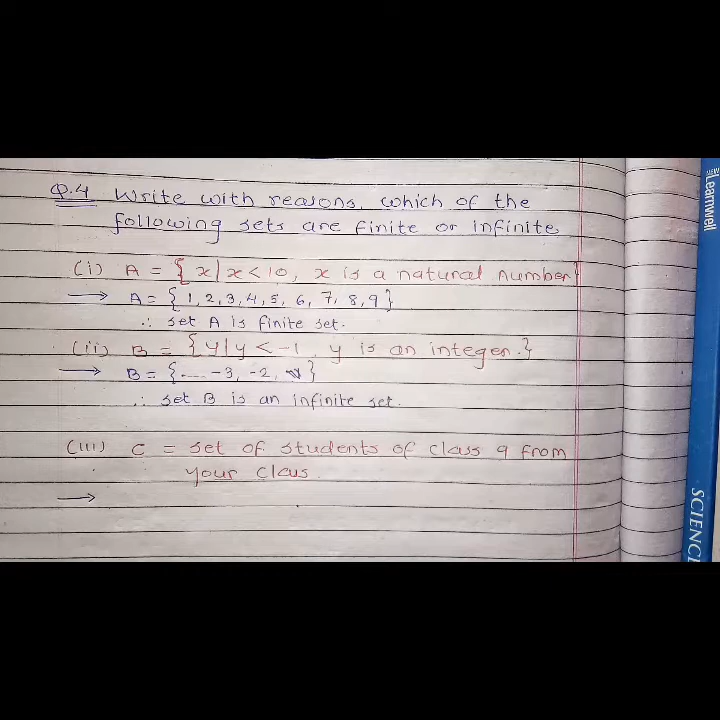 Q.4 Write with reasons, which of the
following sets are finite or infinite
(i) A = { x | x < 10, x is a natural number}
→ A = { 1, 2, 3, 4, 5, 6, 7, 8, 9 }
∴ set A is finite set.
(ii) B = { y | y < -1, y is an integer. }
→ B = { .... -3, -2, }
∴ set B is an infinite set.
(iii) C = set of students of class 9 from
your class.
→
NEW
Learnwell
SCIENC